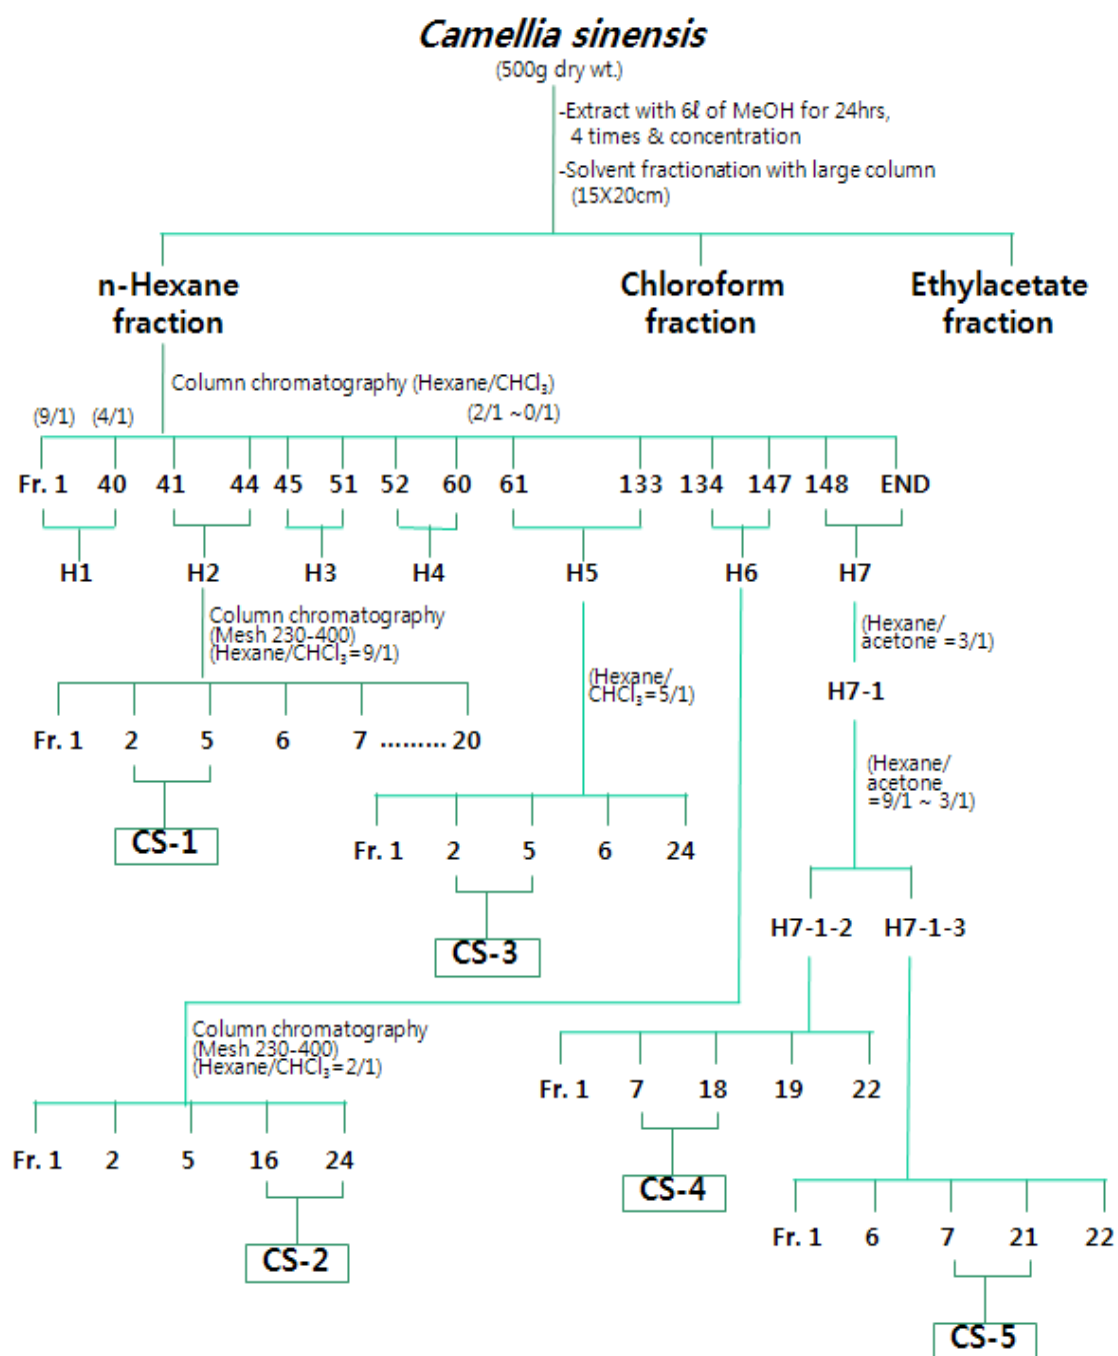 Camellia sinensis
(500g dry wt.)
-Extract with 6ℓ of MeOH for 24hrs,
4 times & concentration
-Solvent fractionation with large column
(15X20cm)
n-Hexane
fraction
Chloroform
fraction
Ethylacetate
fraction
Column chromatography (Hexane/CHCl₃)
(9/1) (4/1) (2/1 ~0/1)
Fr. 1 40 41 44 45 51 52 60 61 133 134 147 148 END
H1 H2 H3 H4 H5 H6 H7
Column chromatography
(Mesh 230-400)
(Hexane/CHCl₃=9/1)
(Hexane/
acetone =3/1)
(Hexane/
CHCl₃=5/1)
H7-1
Fr. 1 2 5 6 7 ......... 20
(Hexane/
acetone
=9/1 ~ 3/1)
CS-1
Fr. 1 2 5 6 24
H7-1-2 H7-1-3
CS-3
Column chromatography
(Mesh 230-400)
(Hexane/CHCl₃=2/1)
Fr. 1 7 18 19 22
Fr. 1 2 5 16 24
CS-4
Fr. 1 6 7 21 22
CS-2
CS-5